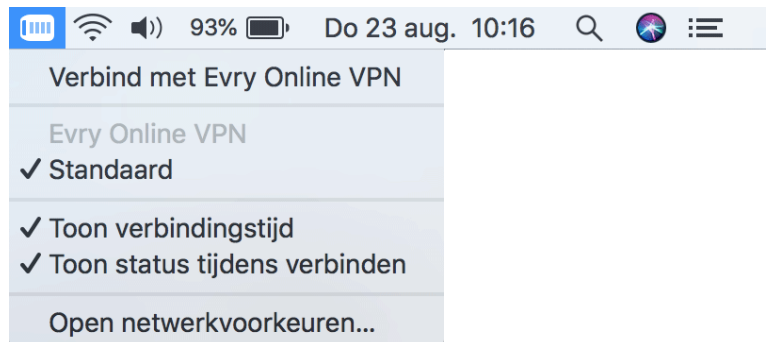 93% Do 23 aug. 10:16
Verbind met Evry Online VPN
Evry Online VPN
✓ Standaard
✓ Toon verbindingstijd
✓ Toon status tijdens verbinden
Open netwerkvoorkeuren...